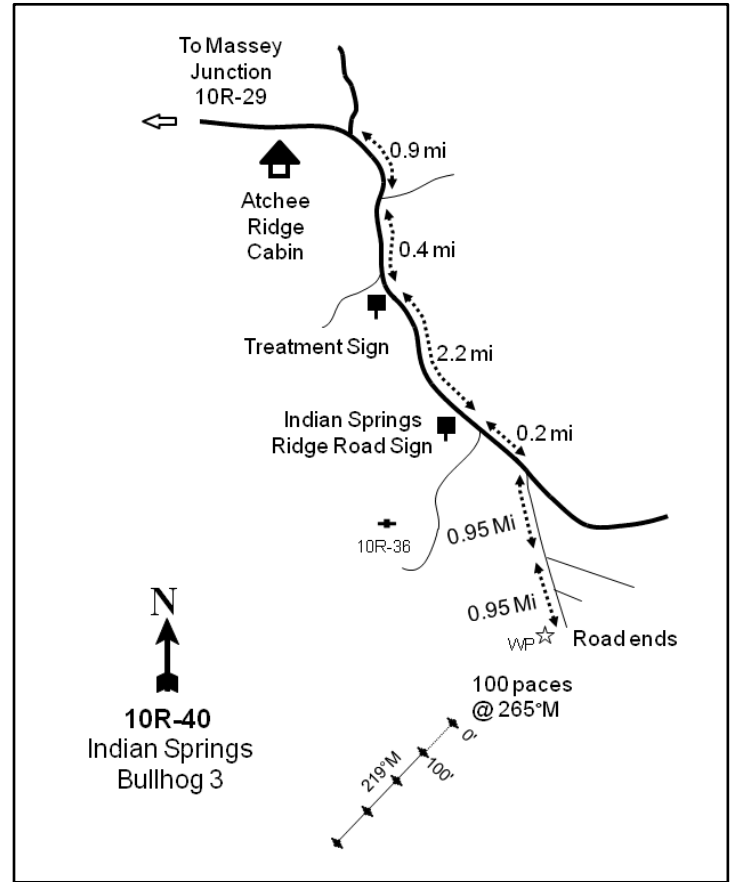 To Massey
Junction
10R-29
0.9 mi
Atchee
Ridge
Cabin
0.4 mi
Treatment Sign
2.2 mi
Indian Springs
Ridge Road Sign
0.2 mi
0.95 Mi
10R-36
0.95 Mi
WP
Road ends
100 paces
@ 265°M
0'
100'
219°M
N
10R-40
Indian Springs
Bullhog 3